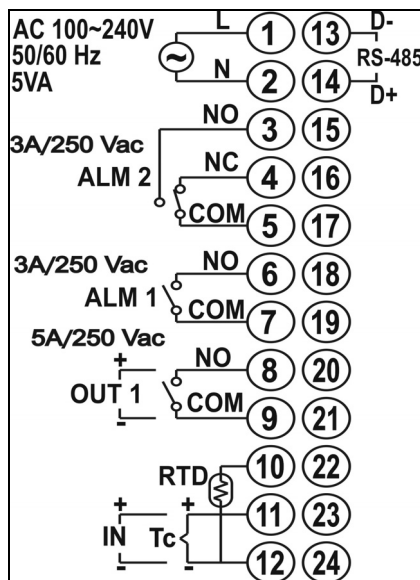 AC 100~240V
50/60 Hz
5VA
L
N
1
2
13
14
D-
RS-485
D+
3A/250 Vac
ALM 2
NO
NC
COM
3
4
5
15
16
17
3A/250 Vac
ALM 1
NO
COM
6
7
18
19
5A/250 Vac
+
OUT 1
-
NO
COM
8
9
20
21
RTD
10
22
+
IN
-
+
Tc
-
11
12
23
24